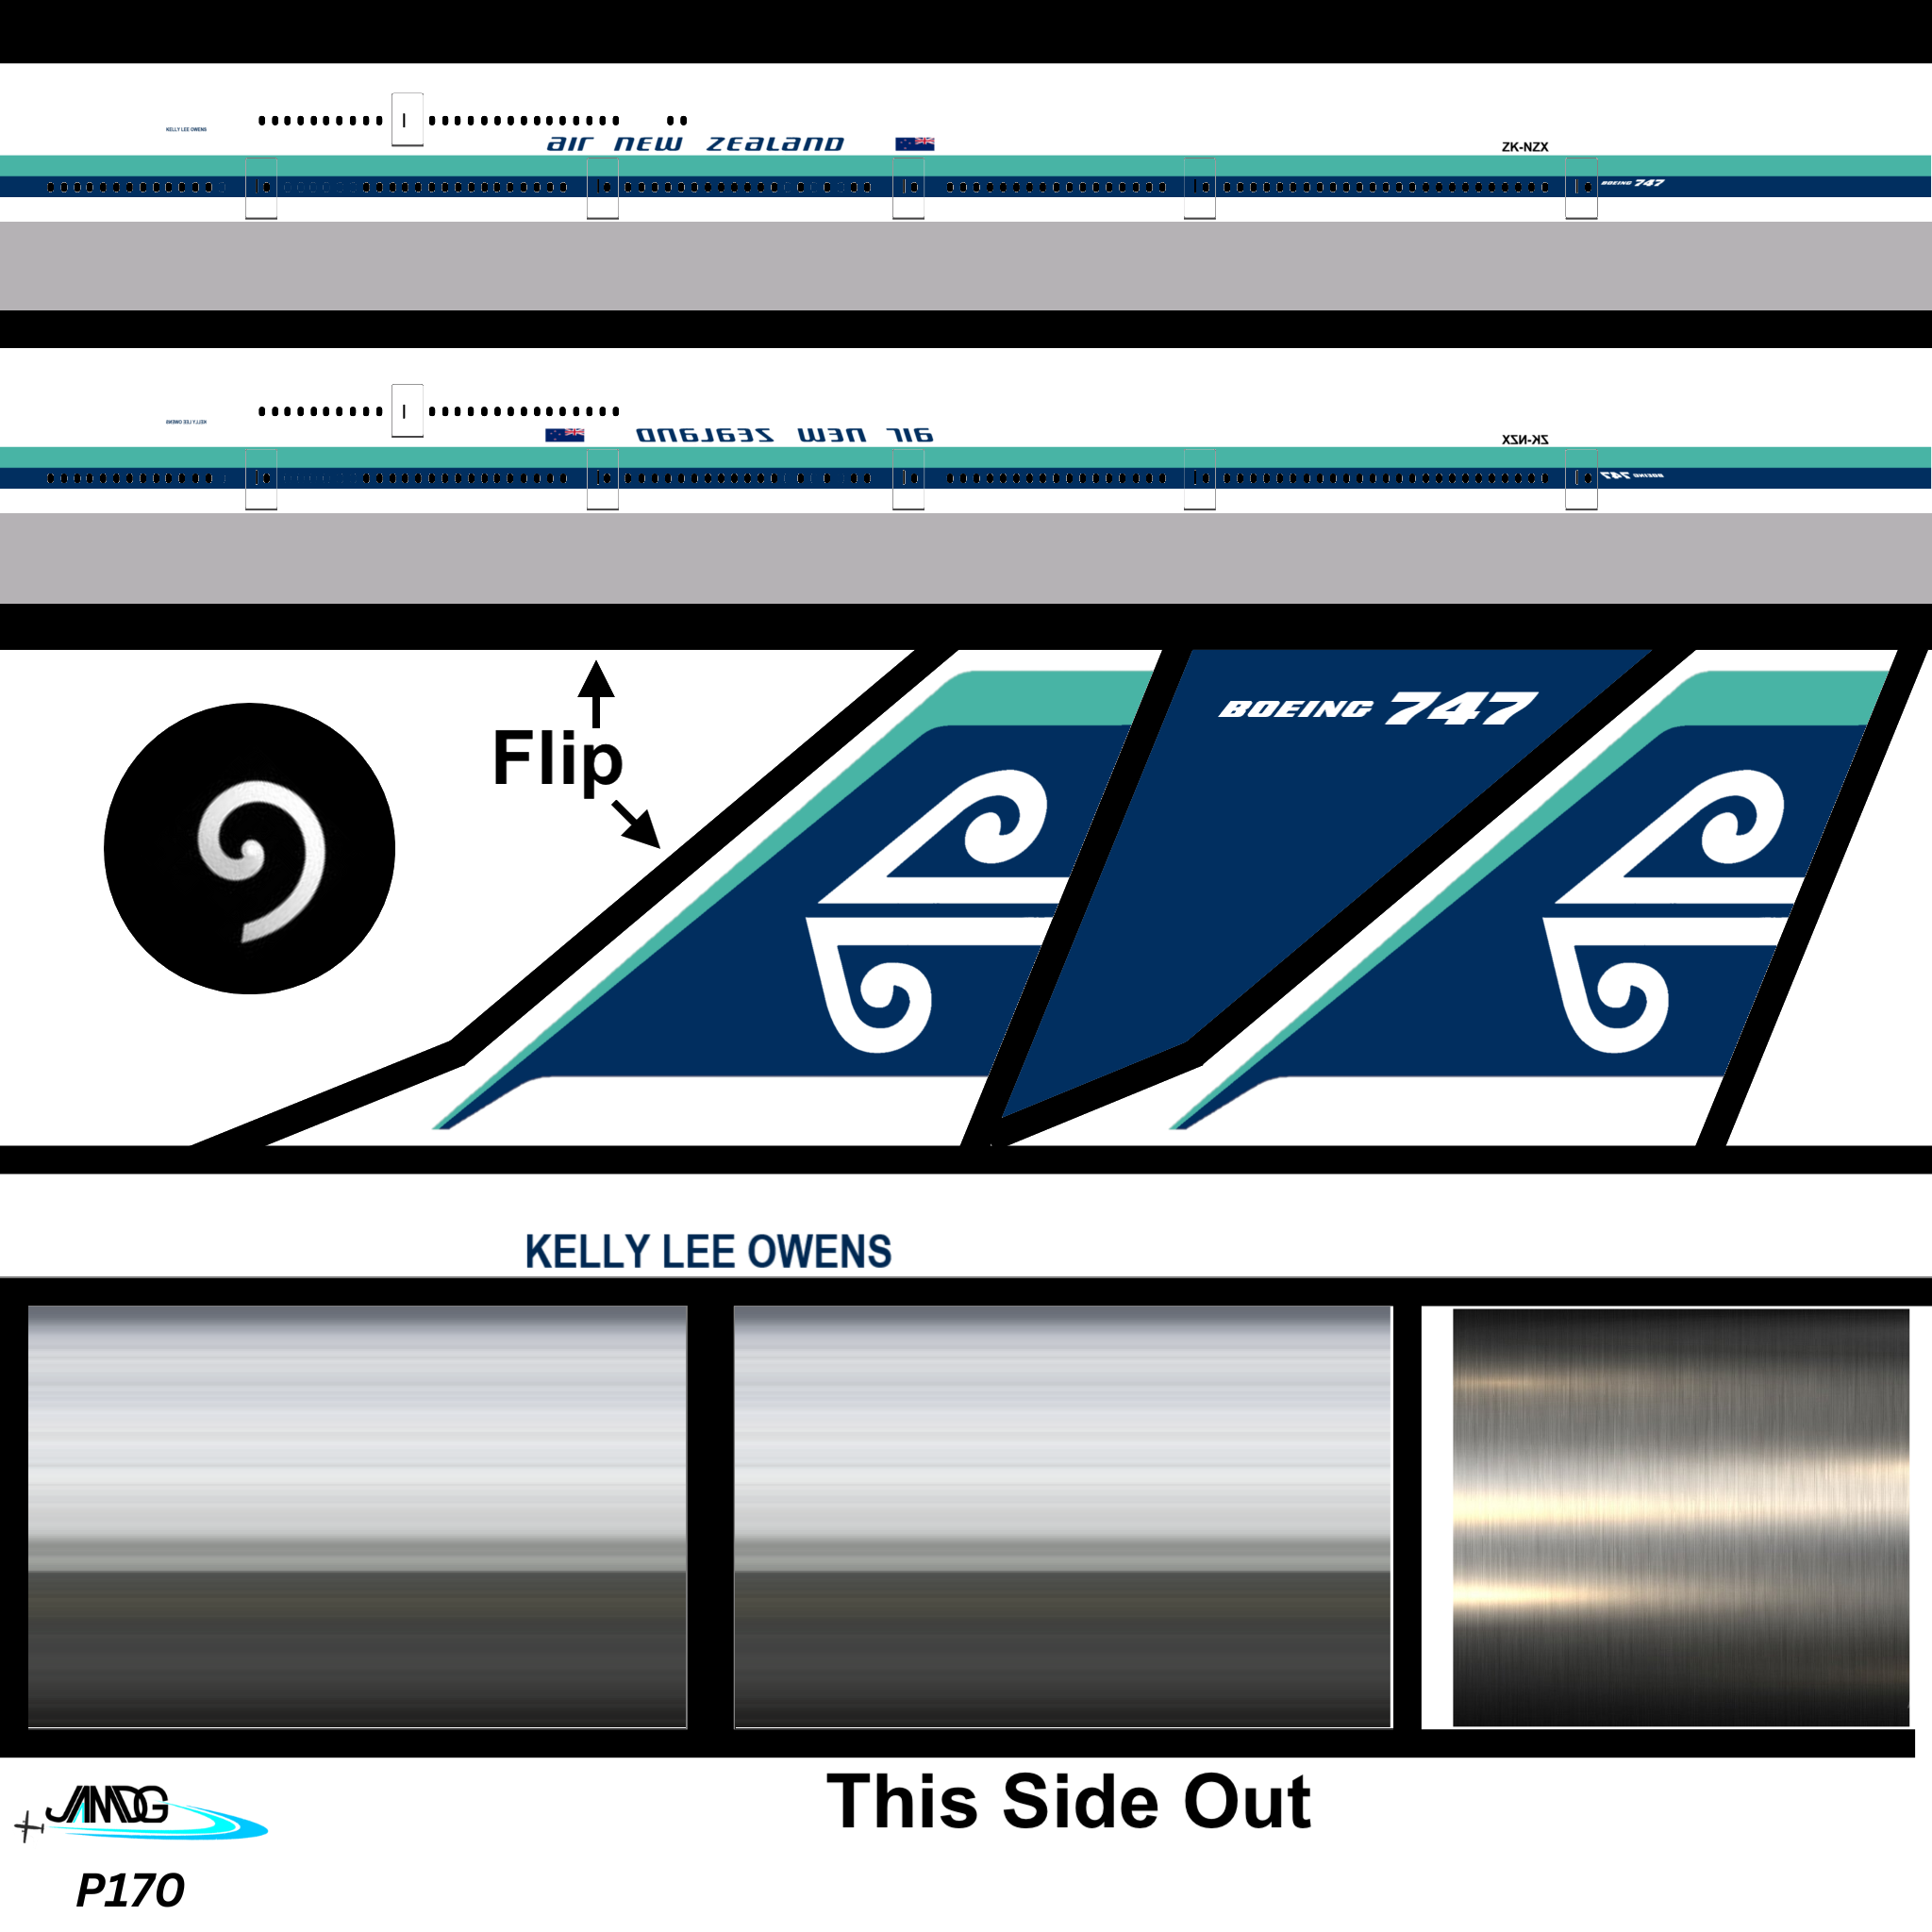 KELLY LEE OWENS
air new zealand
ZK-NZX
BOEING 747
KELLY LEE OWENS
air new zealand
ZK-NZX
BOEING 747
Flip
BOEING 747
KELLY LEE OWENS
This Side Out
JAMDG
P170